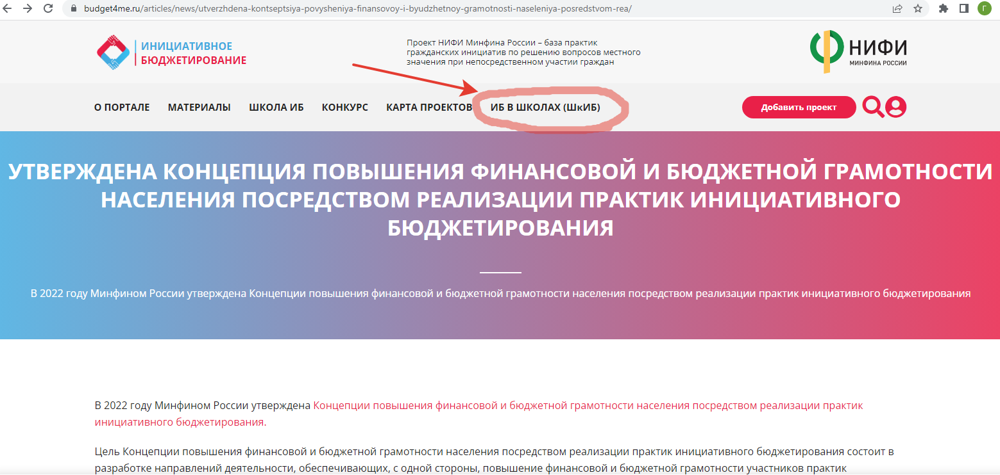 budget4me.ru/articles/news/utverzhdena-kontseptsiya-povysheniya-finansovoy-i-byudzhetnoy-gramotnosti-naseleniya-posredstvom-rea/
Г
ИНИЦИАТИВНОЕ
БЮДЖЕТИРОВАНИЕ
Проект НИФИ Минфина России – база практик
гражданских инициатив по решению вопросов местного
значения при непосредственном участии граждан
НИФИ
МИНФИНА РОССИИ
О ПОРТАЛЕ МАТЕРИАЛЫ ШКОЛА ИБ КОНКУРС КАРТА ПРОЕКТОВ ИБ В ШКОЛАХ (ШкИБ) Добавить проект
УТВЕРЖДЕНА КОНЦЕПЦИЯ ПОВЫШЕНИЯ ФИНАНСОВОЙ И БЮДЖЕТНОЙ ГРАМОТНОСТИ
НАСЕЛЕНИЯ ПОСРЕДСТВОМ РЕАЛИЗАЦИИ ПРАКТИК ИНИЦИАТИВНОГО
БЮДЖЕТИРОВАНИЯ
В 2022 году Минфином России утверждена Концепции повышения финансовой и бюджетной грамотности населения посредством реализации практик инициативного бюджетирования
В 2022 году Минфином России утверждена Концепции повышения финансовой и бюджетной грамотности населения посредством реализации практик
инициативного бюджетирования.
Цель Концепции повышения финансовой и бюджетной грамотности населения посредством реализации практик инициативного бюджетирования состоит в
разработке направлений деятельности, обеспечивающих, с одной стороны, повышение финансовой и бюджетной грамотности участников практик